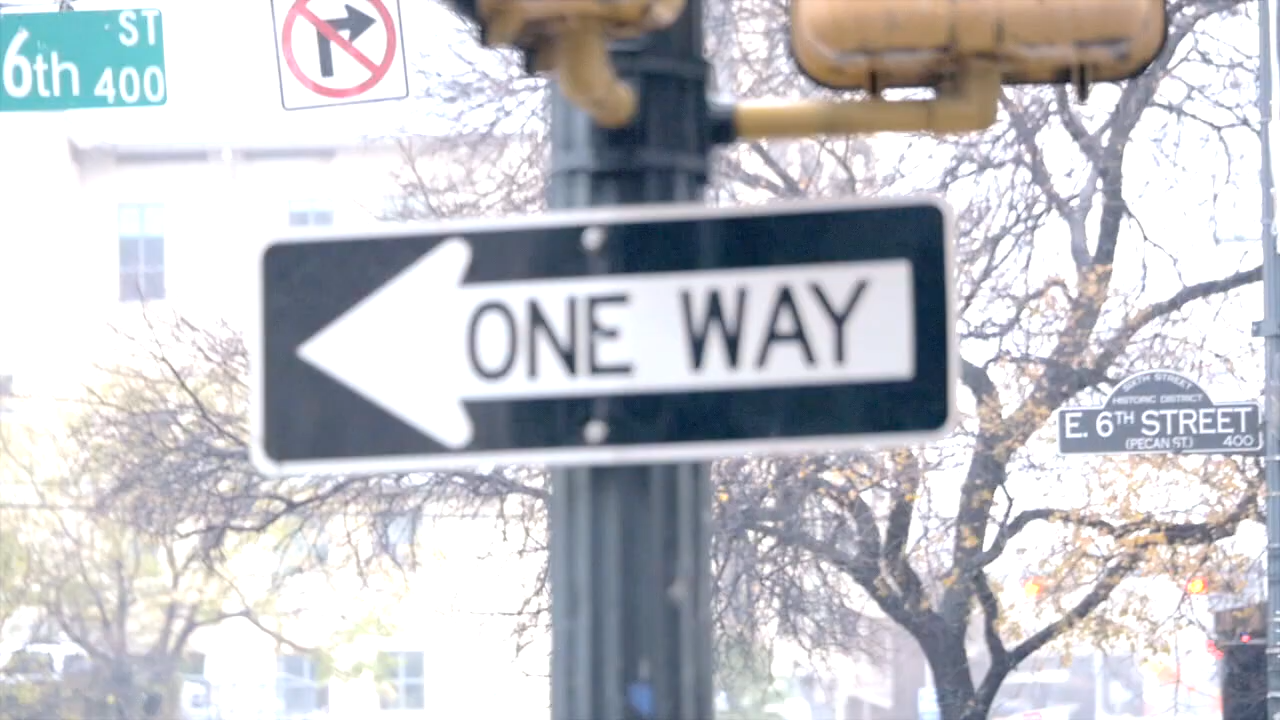 ST
6th 400
ONE WAY
SIXTH STREET
HISTORIC DISTRICT
E. 6TH STREET
(PECAN ST.) 400